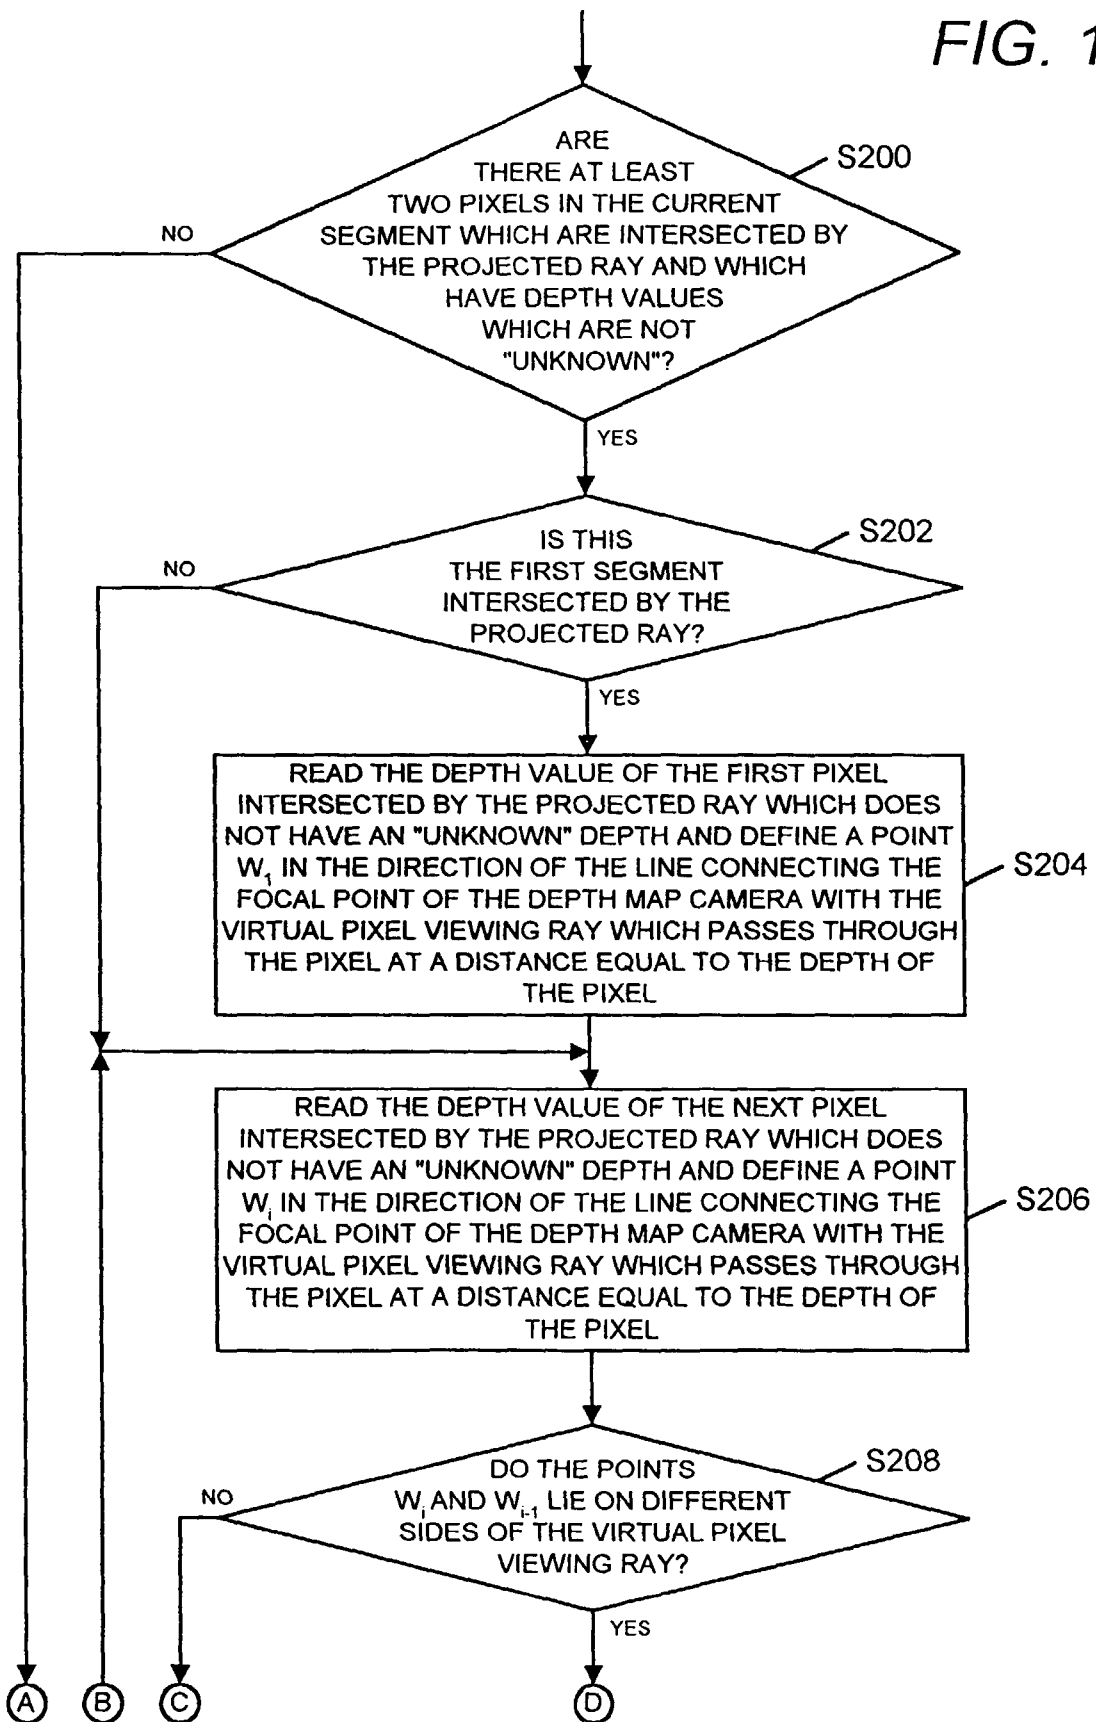 FIG. 1
ARE
THERE AT LEAST
TWO PIXELS IN THE CURRENT
SEGMENT WHICH ARE INTERSECTED BY
THE PROJECTED RAY AND WHICH
HAVE DEPTH VALUES
WHICH ARE NOT
"UNKNOWN"?
S200
NO
YES
IS THIS
THE FIRST SEGMENT
INTERSECTED BY THE
PROJECTED RAY?
S202
NO
YES
READ THE DEPTH VALUE OF THE FIRST PIXEL
INTERSECTED BY THE PROJECTED RAY WHICH DOES
NOT HAVE AN "UNKNOWN" DEPTH AND DEFINE A POINT
W₁ IN THE DIRECTION OF THE LINE CONNECTING THE
FOCAL POINT OF THE DEPTH MAP CAMERA WITH THE
VIRTUAL PIXEL VIEWING RAY WHICH PASSES THROUGH
THE PIXEL AT A DISTANCE EQUAL TO THE DEPTH OF
THE PIXEL
S204
READ THE DEPTH VALUE OF THE NEXT PIXEL
INTERSECTED BY THE PROJECTED RAY WHICH DOES
NOT HAVE AN "UNKNOWN" DEPTH AND DEFINE A POINT
Wᵢ IN THE DIRECTION OF THE LINE CONNECTING THE
FOCAL POINT OF THE DEPTH MAP CAMERA WITH THE
VIRTUAL PIXEL VIEWING RAY WHICH PASSES THROUGH
THE PIXEL AT A DISTANCE EQUAL TO THE DEPTH OF
THE PIXEL
S206
DO THE POINTS
Wᵢ AND Wᵢ₋₁ LIE ON DIFFERENT
SIDES OF THE VIRTUAL PIXEL
VIEWING RAY?
S208
NO
YES
A
B
C
D